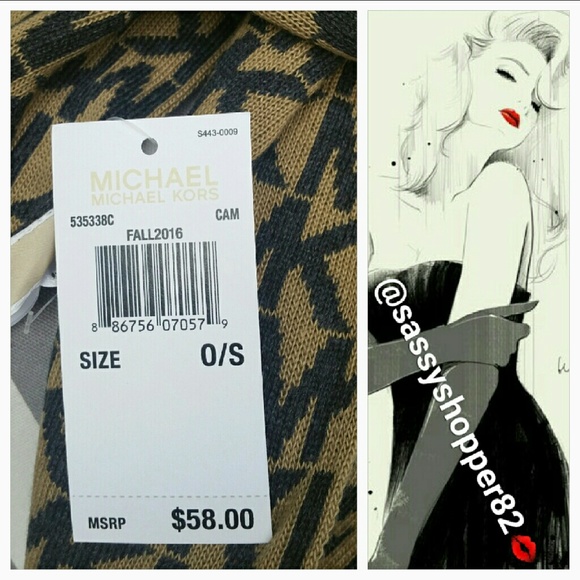 S443-0009
MICHAEL
MICHAEL KORS
535338C CAM
FALL2016
8 86756 07057 9
SIZE O/S
MSRP $58.00
@sassyshopper82